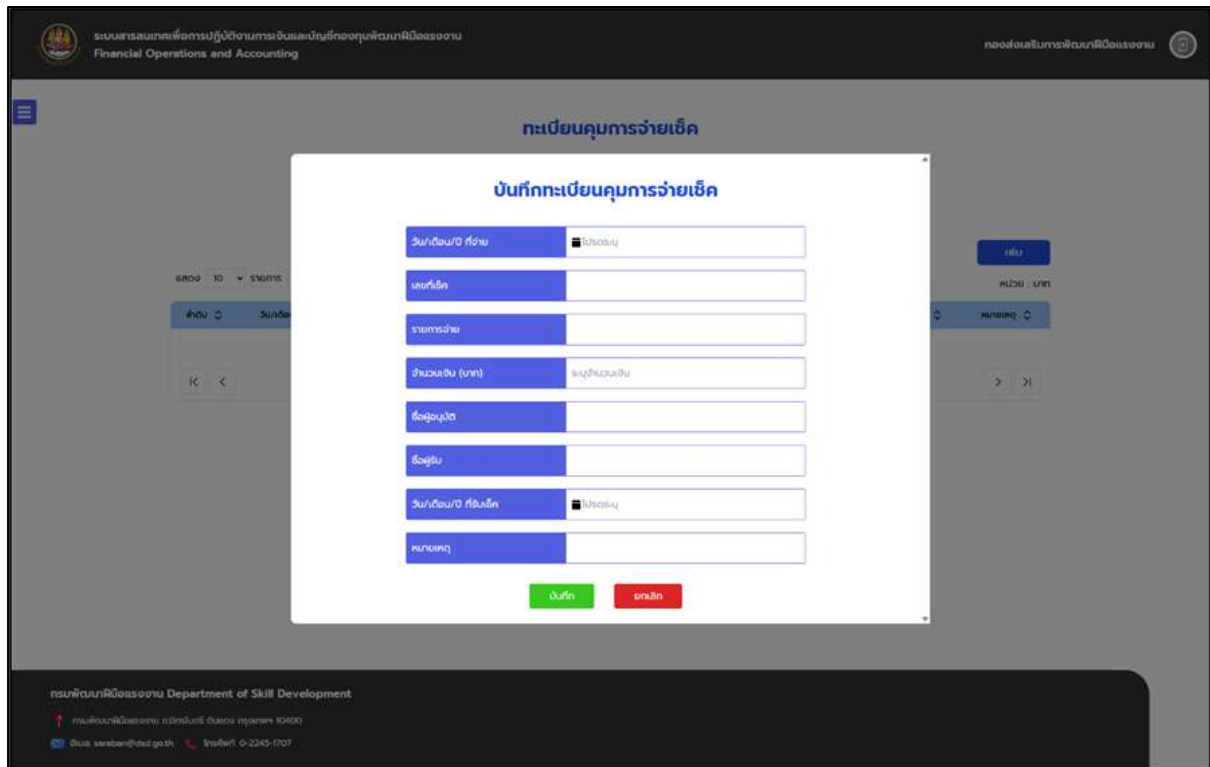 ระบบสารสนเทศเพื่อการปฏิบัติงานการเงินและบัญชีกองทุนพัฒนาฝีมือแรงงาน
Financial Operations and Accounting
กองส่งเสริมการพัฒนาฝีมือแรงงาน
ทะเบียนคุมการจ่ายเช็ค
บันทึกทะเบียนคุมการจ่ายเช็ค
วัน/เดือน/ปี ที่จ่าย
โปรดระบุ
เพิ่ม
แสดง 10 รายการ
หน่วย : บาท
เลขที่เช็ค
ลำดับ
วัน/เดือน
หมายเหตุ
รายการจ่าย
จำนวนเงิน (บาท)
ระบุจำนวนเงิน
ชื่อผู้อนุมัติ
ชื่อผู้รับ
วัน/เดือน/ปี ที่รับเช็ค
โปรดระบุ
หมายเหตุ
บันทึก
ยกเลิก
กรมพัฒนาฝีมือแรงงาน Department of Skill Development
กรมพัฒนาฝีมือแรงงาน ถ.มิตรไมตรี ดินแดง กรุงเทพฯ 10400
อีเมล saraban@dsd.go.th โทรศัพท์ 0-2245-1707